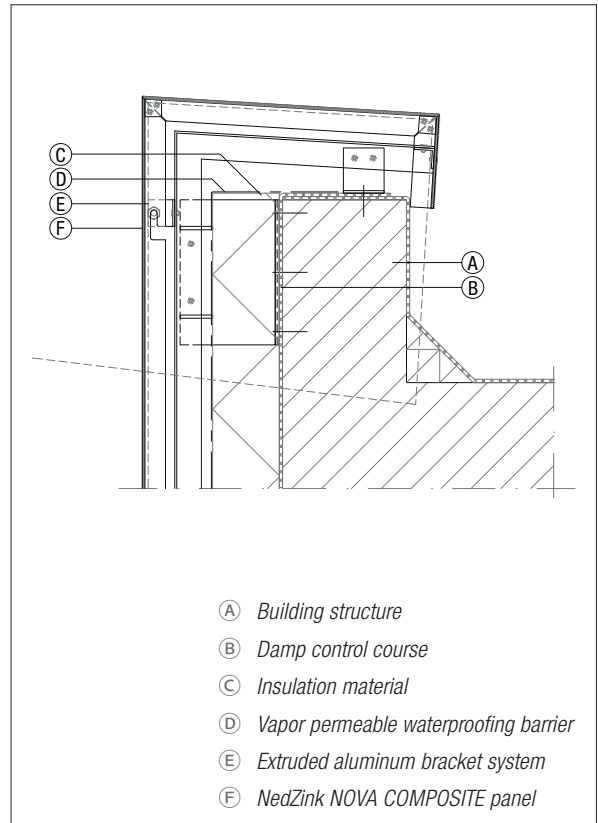 C
D
E
F
A
B
A Building structure
B Damp control course
C Insulation material
D Vapor permeable waterproofing barrier
E Extruded aluminum bracket system
F NedZink NOVA COMPOSITE panel